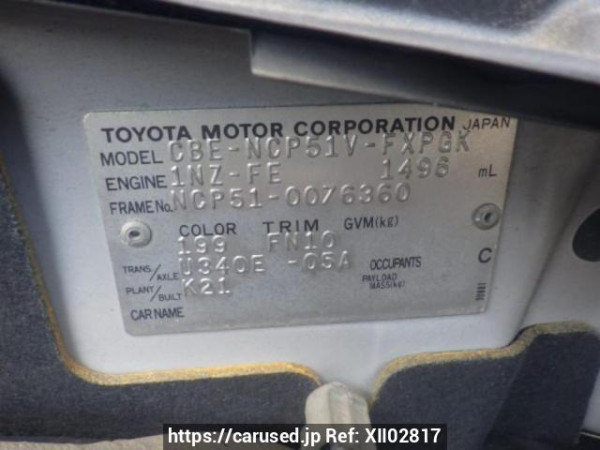 TOYOTA MOTOR CORPORATION JAPAN
MODEL CBE-NCP51V-FXPGK
ENGINE 1NZ-FE 1496 mL
FRAME No. NCP51-0076360
COLOR TRIM GVM(kg)
199 FN10
TRANS./AXLE U340E -05A OCCUPANTS C
PLANT/BUILT K21 PAYLOAD MASS(kg)
CAR NAME
https://carused.jp Ref: XII02817